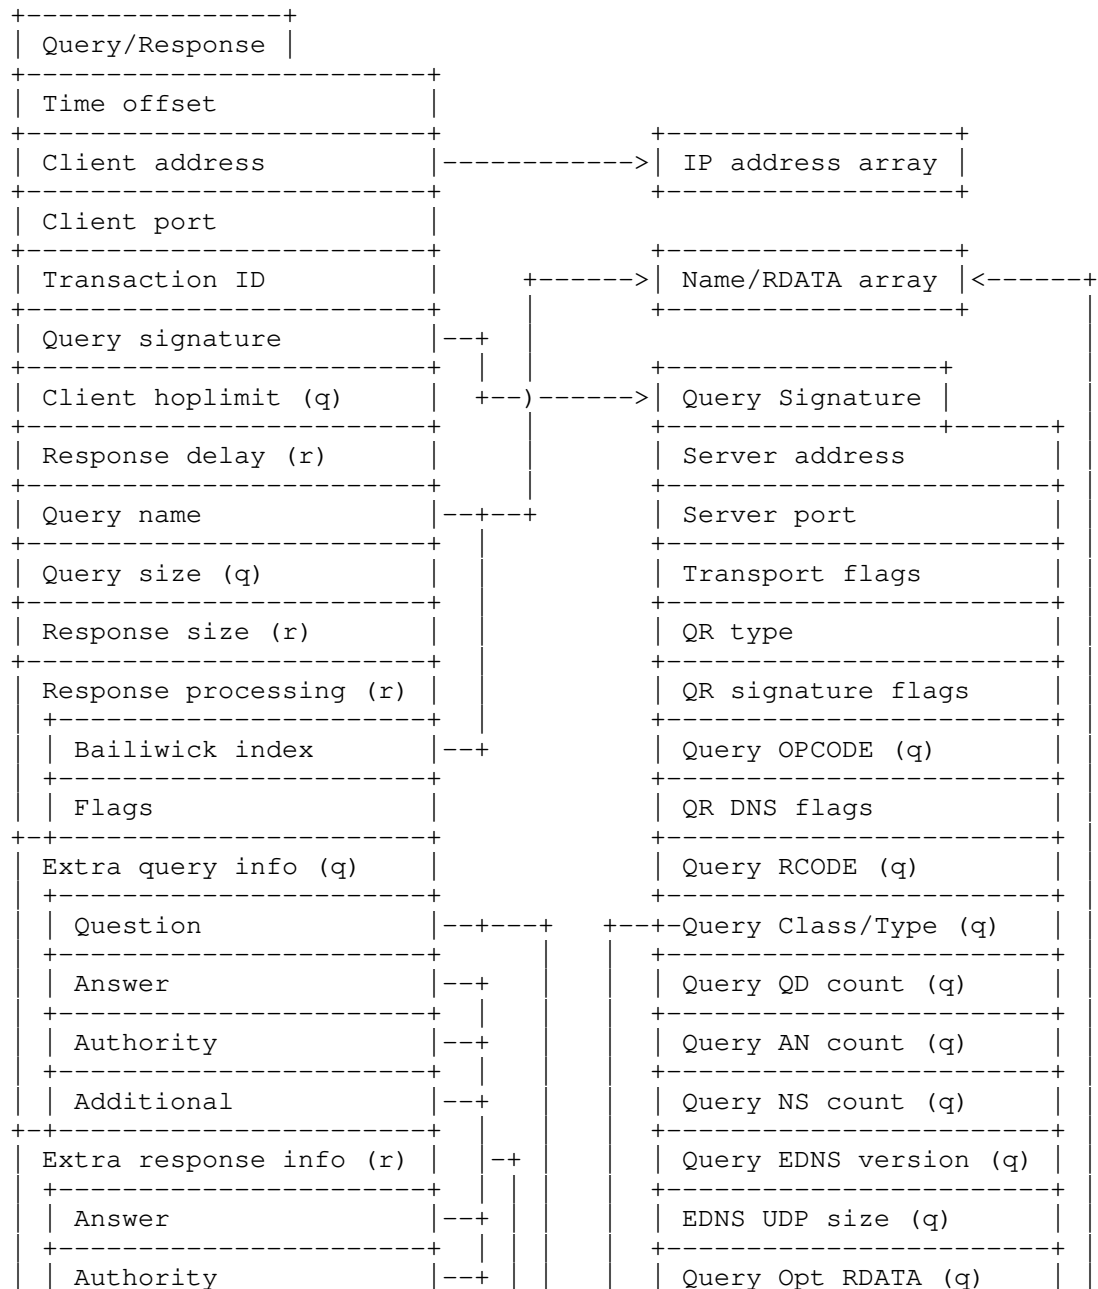 Query/Response
Time offset
Client address IP address array
Client port
Transaction ID Name/RDATA array
Query signature
Client hoplimit (q) Query Signature
Response delay (r) Server address
Query name Server port
Query size (q) Transport flags
Response size (r) QR type
Response processing (r) QR signature flags
Bailiwick index Query OPCODE (q)
Flags QR DNS flags
Extra query info (q) Query RCODE (q)
Question Query Class/Type (q)
Answer Query QD count (q)
Authority Query AN count (q)
Additional Query NS count (q)
Extra response info (r) Query EDNS version (q)
Answer EDNS UDP size (q)
Authority Query Opt RDATA (q)